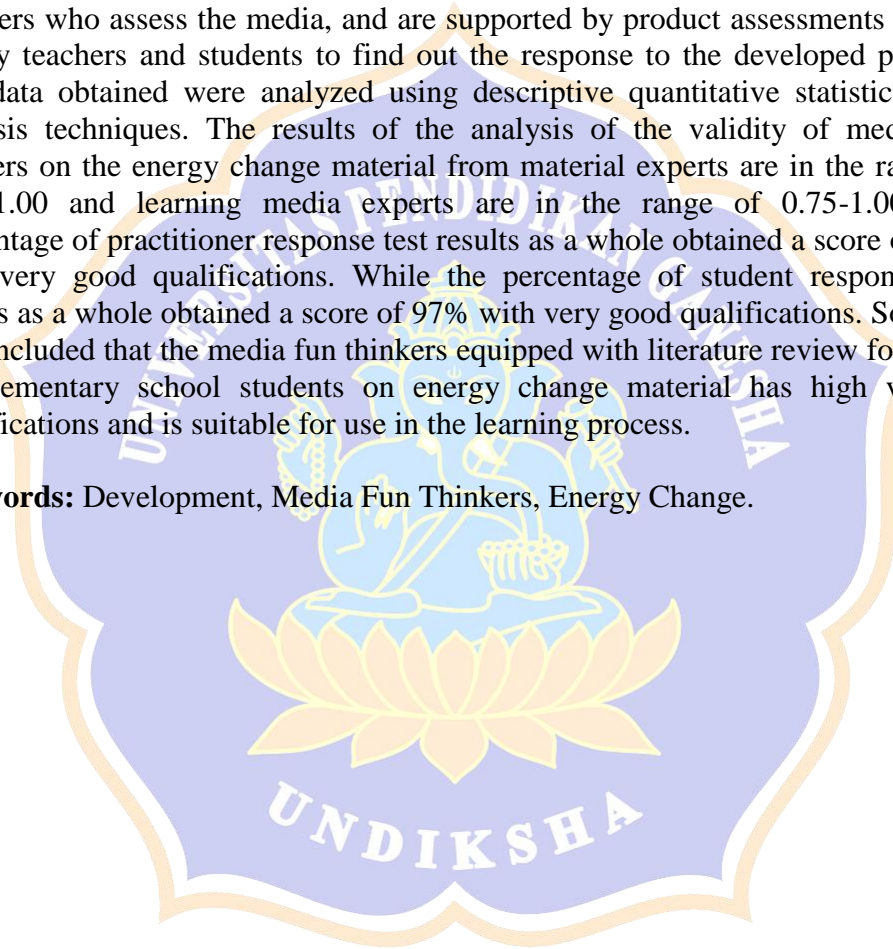 ers who assess the media, and are supported by product assessments
y teachers and students to find out the response to the developed p
data obtained were analyzed using descriptive quantitative statistic
sis techniques. The results of the analysis of the validity of med
ers on the energy change material from material experts are in the ra
1.00 and learning media experts are in the range of 0.75-1.00
ntage of practitioner response test results as a whole obtained a score
very good qualifications. While the percentage of student respon
s as a whole obtained a score of 97% with very good qualifications. So
ncluded that the media fun thinkers equipped with literature review fo
ementary school students on energy change material has high v
fications and is suitable for use in the learning process.
words: Development, Media Fun Thinkers, Energy Change.
UNIVERSITAS PENDIDIKAN GANESHA
UNDIKSHA